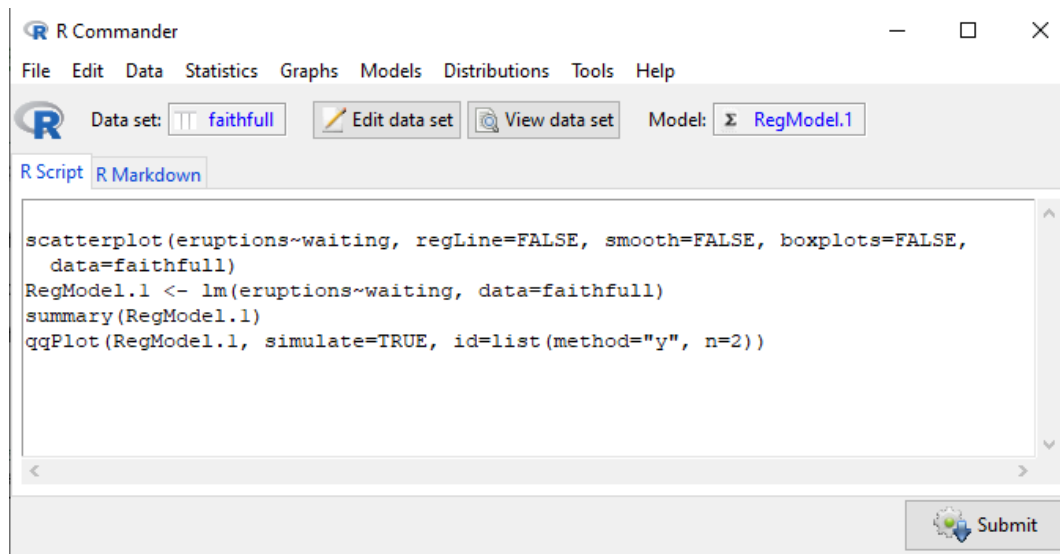 R R Commander
File Edit Data Statistics Graphs Models Distributions Tools Help
R Data set: faithfull Edit data set View data set Model: Σ RegModel.1
R Script R Markdown
scatterplot(eruptions~waiting, regLine=FALSE, smooth=FALSE, boxplots=FALSE,
  data=faithfull)
RegModel.1 <- lm(eruptions~waiting, data=faithfull)
summary(RegModel.1)
qqPlot(RegModel.1, simulate=TRUE, id=list(method="y", n=2))
Submit